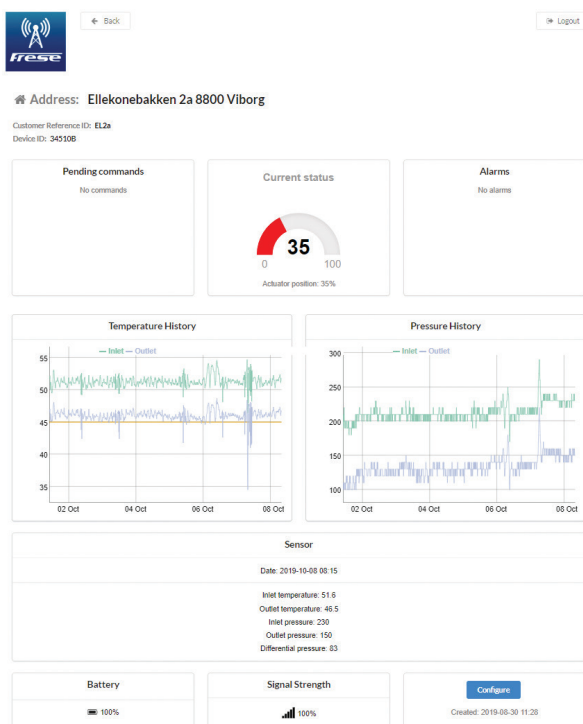 Frese
Back
Logout
Address: Ellekonebakken 2a 8800 Viborg
Customer Reference ID: EL2a
Device ID: 34510B
Pending commands
No commands
Current status
35
0 100
Actuator position: 35%
Alarms
No alarms
Temperature History
Inlet Outlet
55
50
45
40
35
02 Oct 04 Oct 06 Oct 08 Oct
Pressure History
Inlet Outlet
300
250
200
150
100
02 Oct 04 Oct 06 Oct 08 Oct
Sensor
Date: 2019-10-08 08:15
Inlet temperature: 51.6
Outlet temperature: 46.5
Inlet pressure: 230
Outlet pressure: 150
Differential pressure: 83
Battery
100%
Signal Strength
100%
Configure
Created: 2019-08-30 11:28